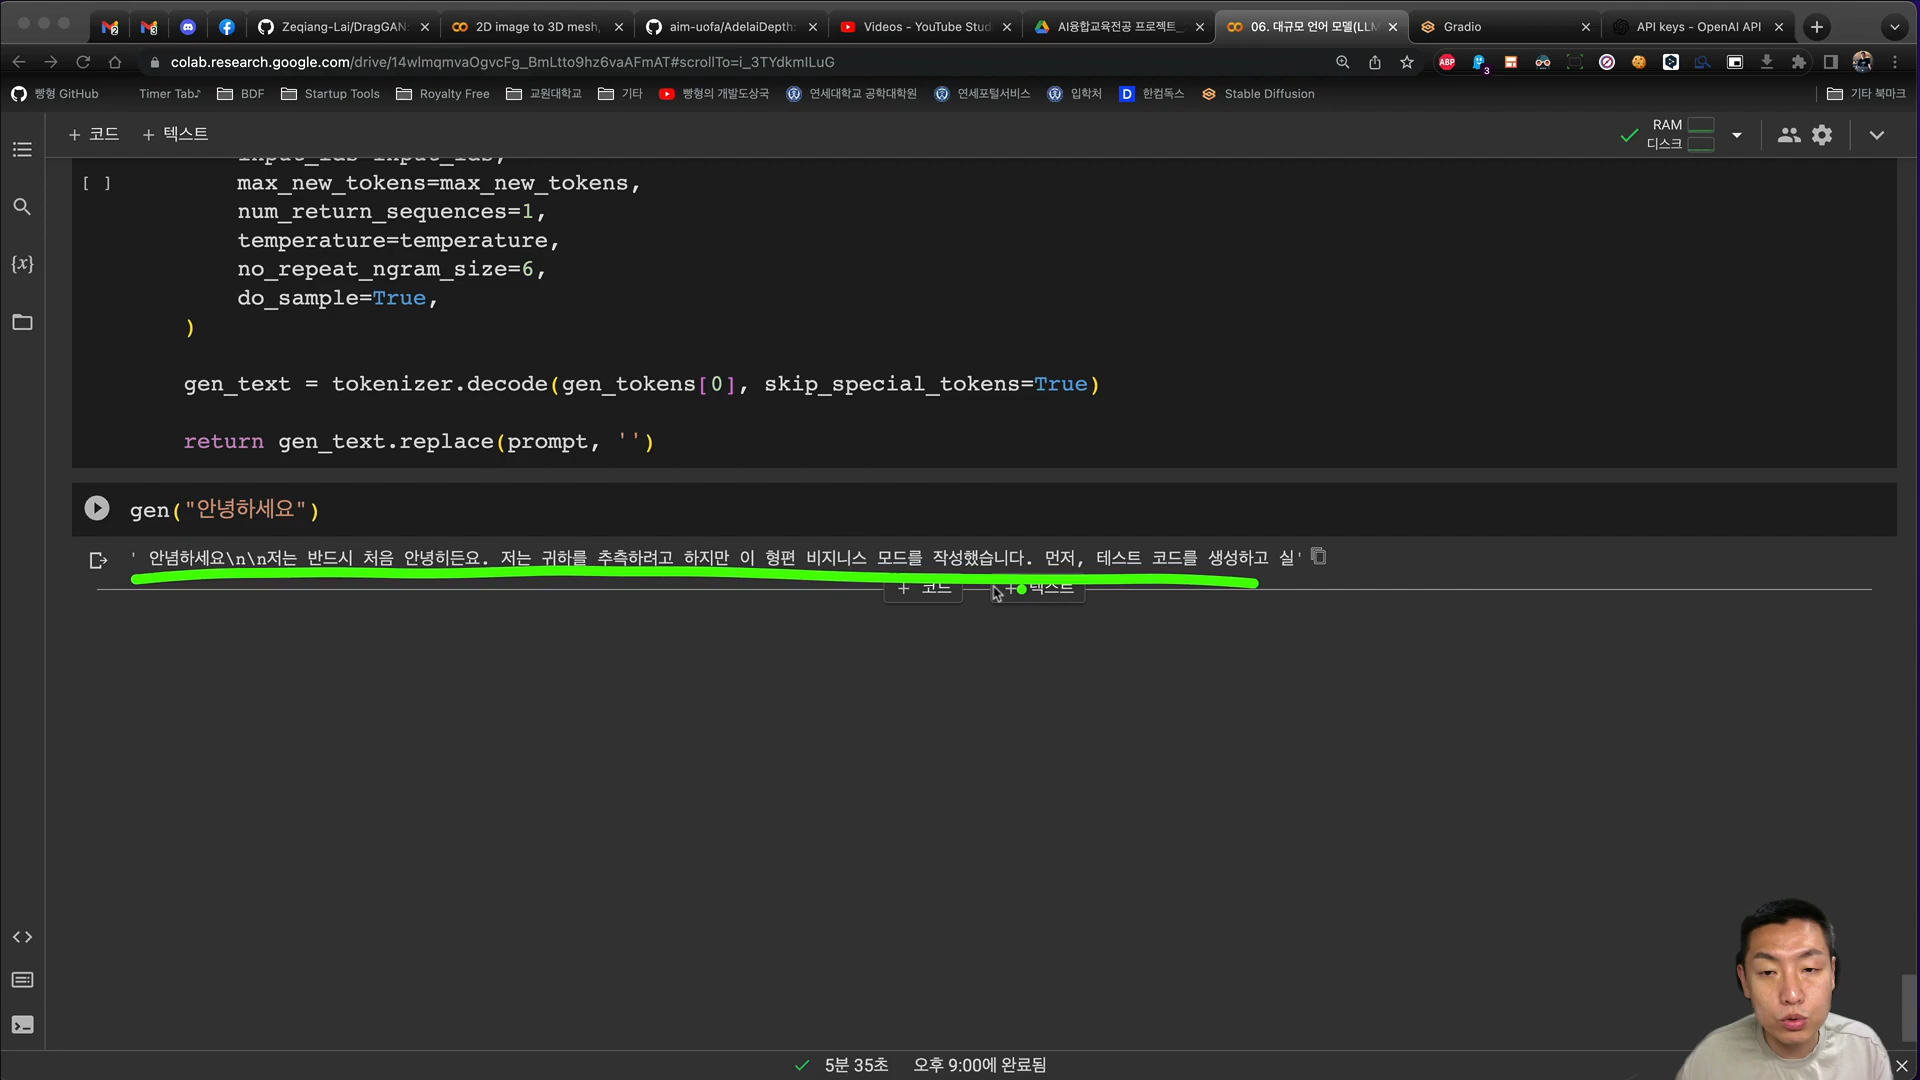 Zeqiang-Lai/DragGAN:
2D image to 3D mesh,
aim-uofa/AdelaiDepth:
Videos - YouTube Stud
AI융합교육전공 프로젝트_
06. 대규모 언어 모델(LLM
Gradio
API keys - OpenAI API
colab.research.google.com/drive/14wlmqmvaOgvcFg_BmLtto9hz6vaAFmAT#scrollTo=i_3TYdkmlLuG
ABP
3
빵형 GitHub
Timer Tab♪
BDF
Startup Tools
Royalty Free
교원대학교
기타
빵형의 개발도상국
연세대학교 공학대학원
연세포털서비스
입학처
한컴독스
Stable Diffusion
기타 북마크
+ 코드
+ 텍스트
RAM
디스크
input_ids=input_ids,
[ ]
max_new_tokens=max_new_tokens,
num_return_sequences=1,
temperature=temperature,
no_repeat_ngram_size=6,
do_sample=True,
)
gen_text = tokenizer.decode(gen_tokens[0], skip_special_tokens=True)
return gen_text.replace(prompt, '')
gen("안녕하세요")
' 안념하세요\n\n저는 반드시 처음 안녕히든요. 저는 귀하를 추측하려고 하지만 이 형편 비지니스 모드를 작성했습니다. 먼저, 테스트 코드를 생성하고 실'
+ 코드
+ 텍스트
5분 35초 오후 9:00에 완료됨